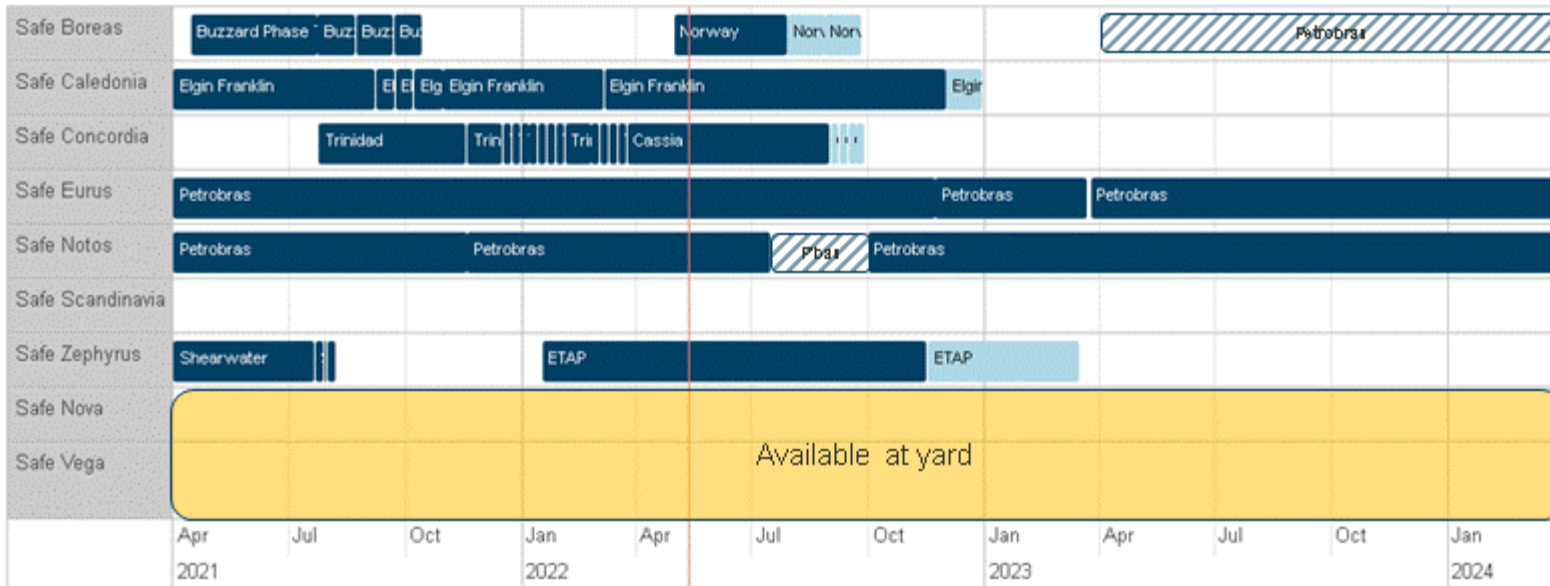 Safe Boreas Buzzard Phase Norway Petrobras
Safe Caledonia Elgin Franklin Elg Elgin Franklin Elgin Franklin Elgin
Safe Concordia Trinidad Trin Cassia
Safe Eurus Petrobras Petrobras Petrobras
Safe Notos Petrobras Petrobras Petrobras
Safe Scandinavia
Safe Zephyrus Shearwater ETAP ETAP
Safe Nova
Available at yard
Safe Vega
Apr Jul Oct Jan Apr Jul Oct Jan Apr Jul Oct Jan
2021 2022 2023 2024